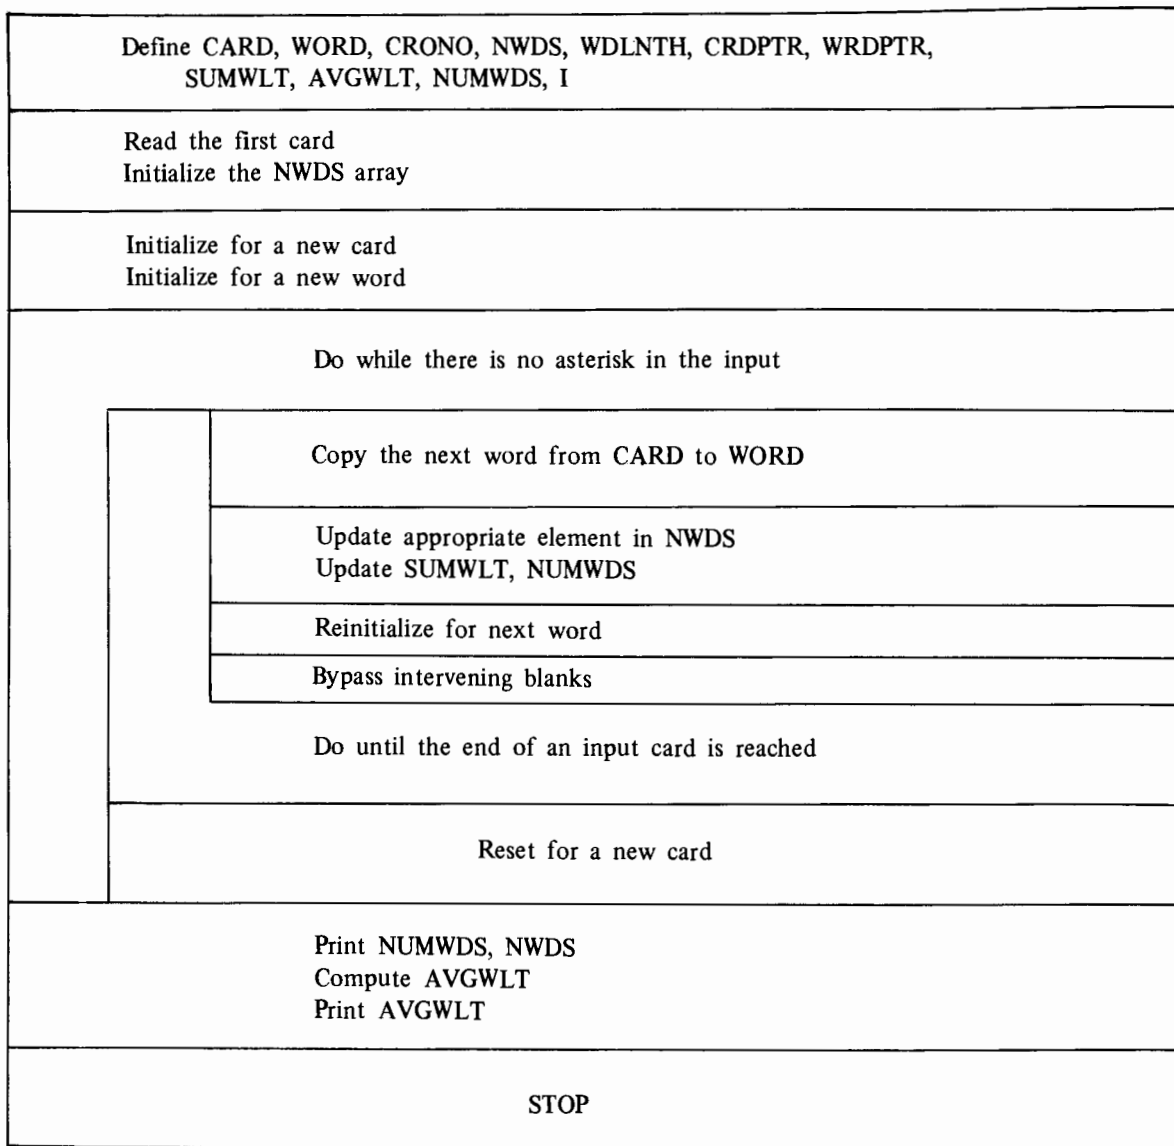 Define CARD, WORD, CRONO, NWDS, WDLNTH, CRDPTR, WRDPTR,
SUMWLT, AVGWLT, NUMWDS, I
Read the first card
Initialize the NWDS array
Initialize for a new card
Initialize for a new word
Do while there is no asterisk in the input
Copy the next word from CARD to WORD
Update appropriate element in NWDS
Update SUMWLT, NUMWDS
Reinitialize for next word
Bypass intervening blanks
Do until the end of an input card is reached
Reset for a new card
Print NUMWDS, NWDS
Compute AVGWLT
Print AVGWLT
STOP